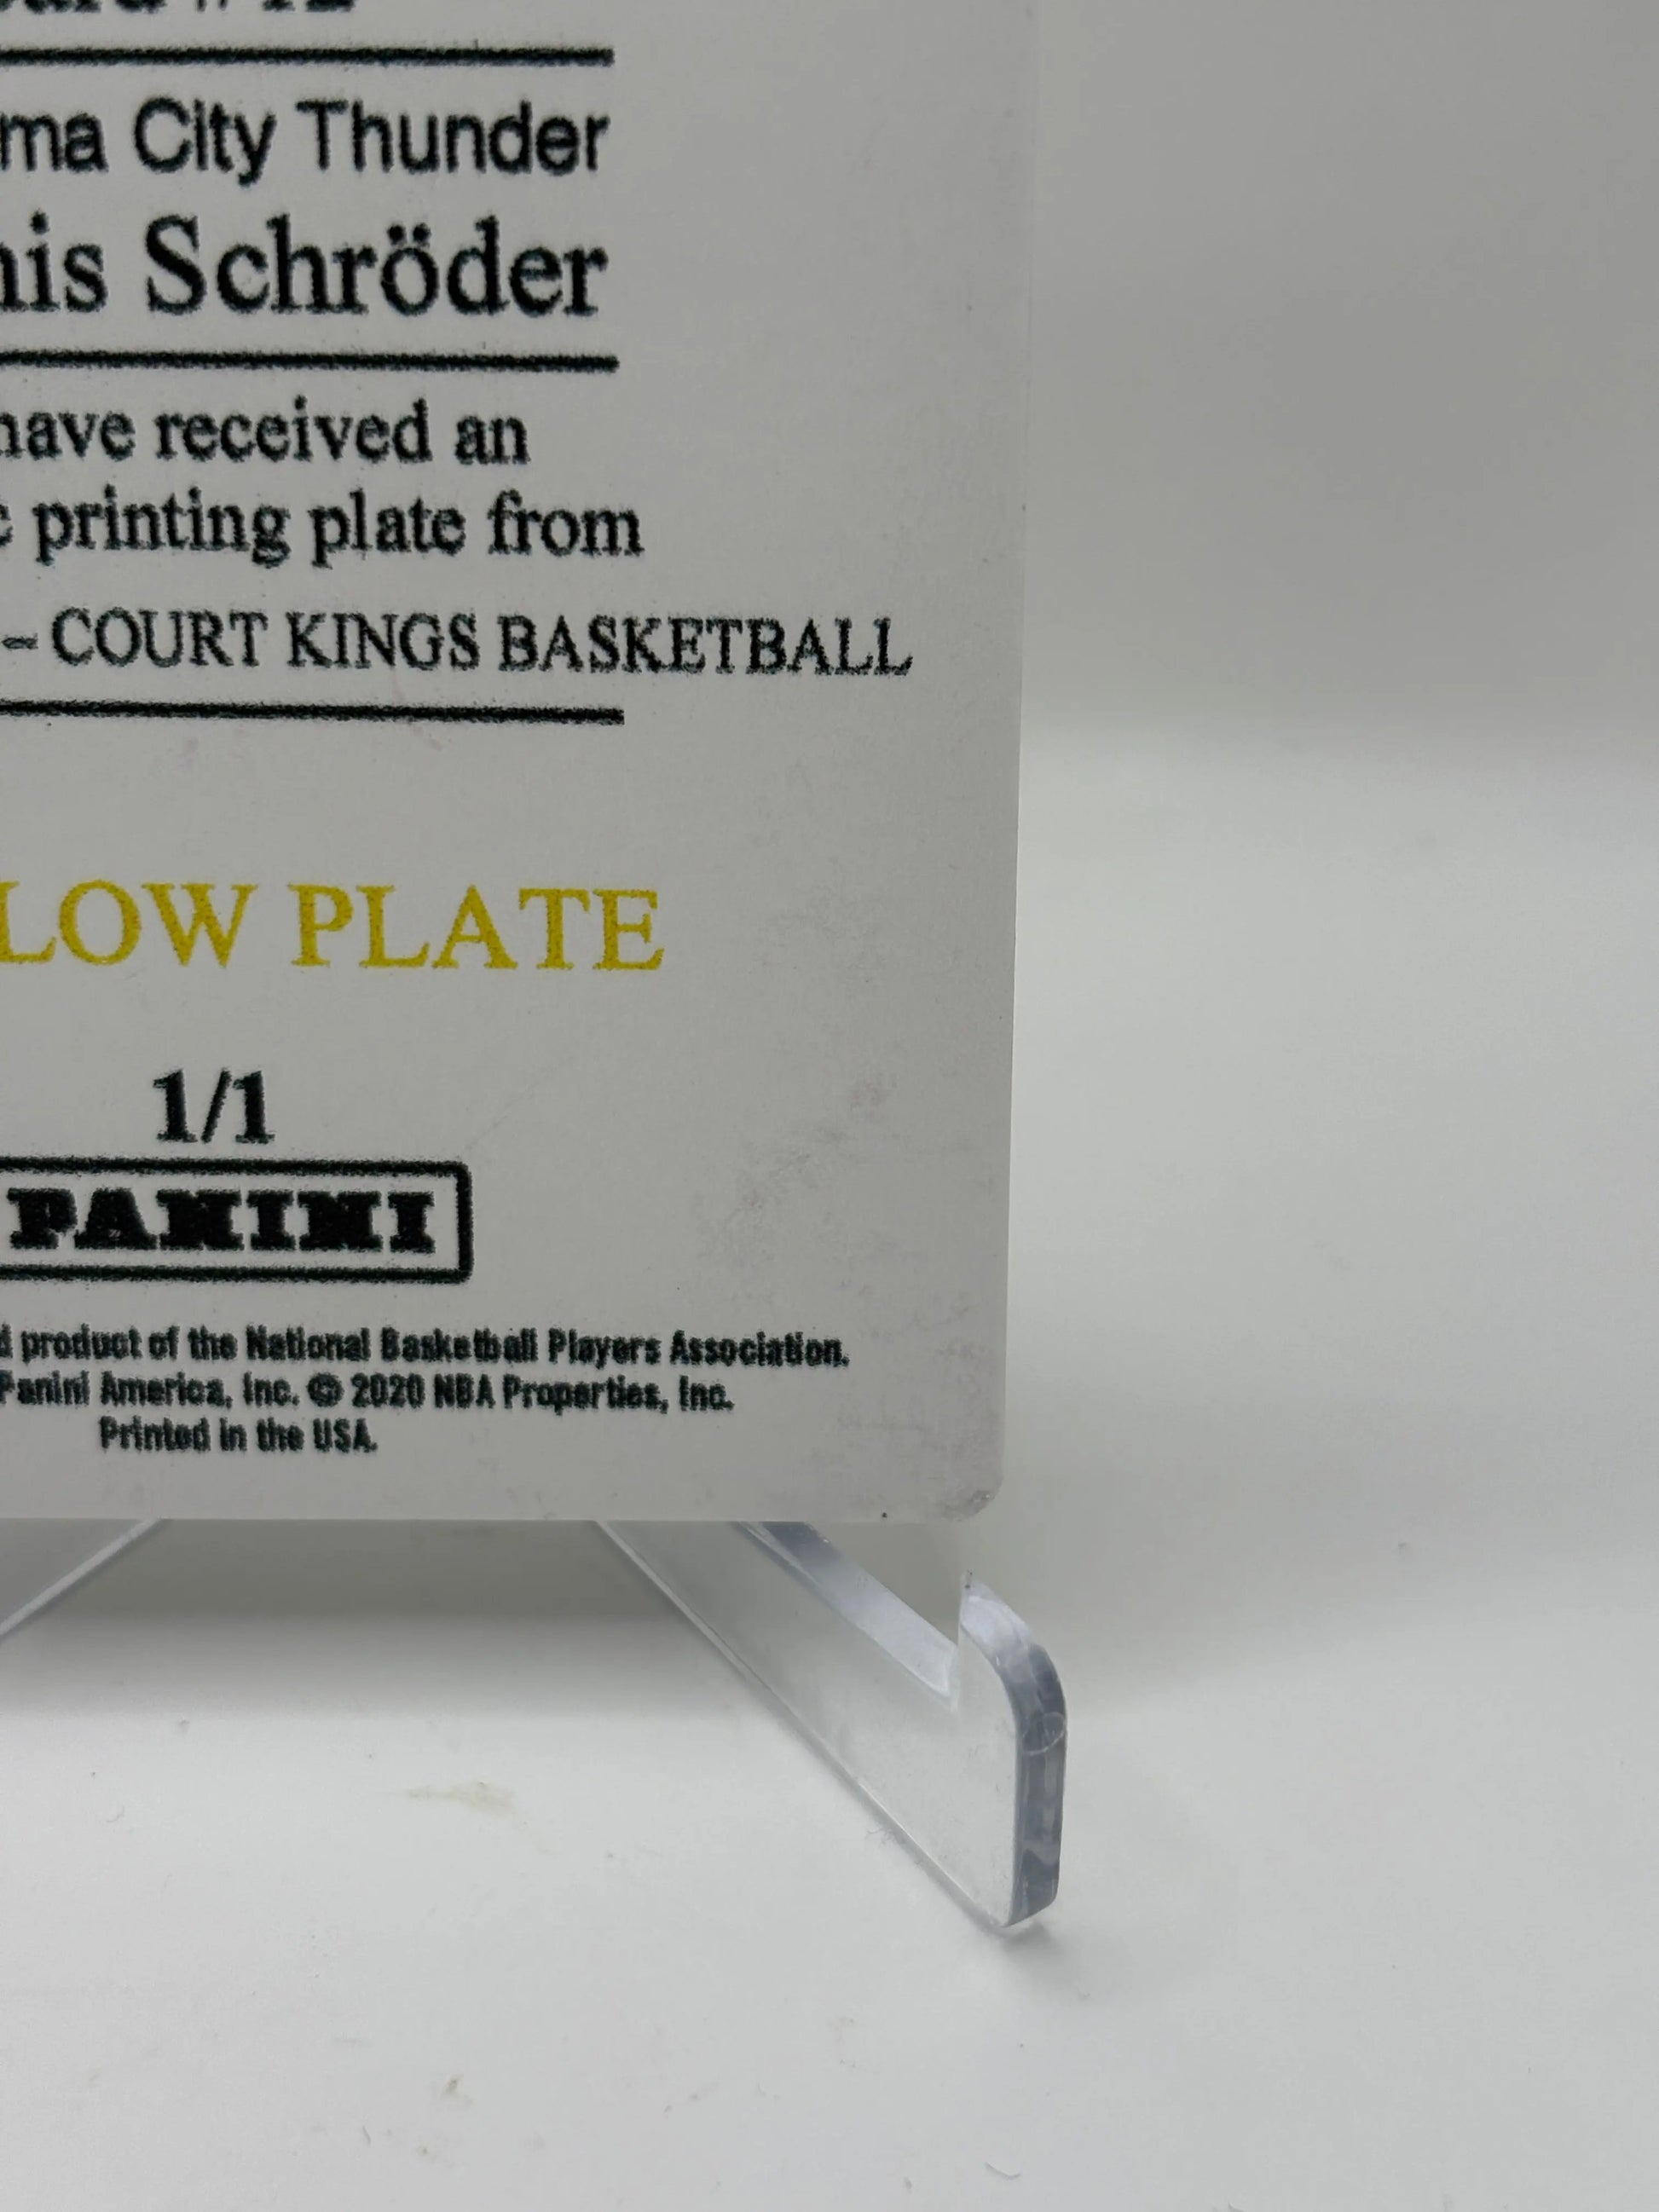 ma City Thunder
nis Schröder
have received an
printing plate from
– COURT KINGS BASKETBALL
LOW PLATE
1/1
PANINI
product of the National Basketball Players Association.
Panini America, Inc. © 2020 NBA Properties, Inc.
Printed in the USA.